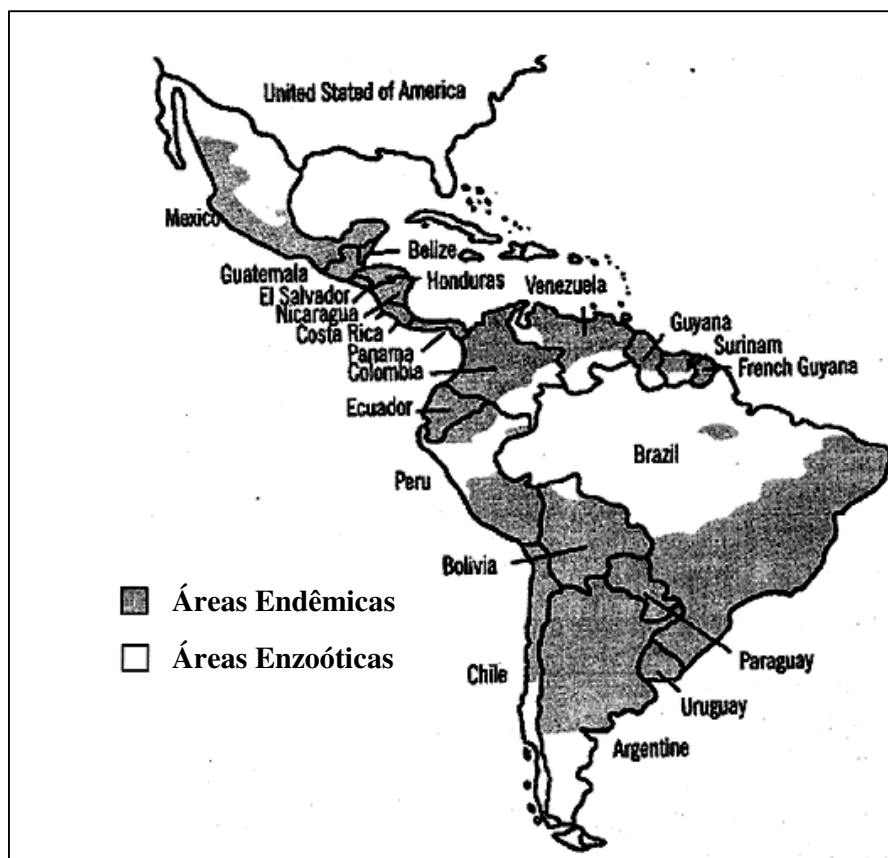 United Stated of America
Mexico
Belize
Guatemala
Honduras
El Salvador
Venezuela
Nicaragua
Guyana
Costa Rica
Surinam
Panama
French Guyana
Colombia
Ecuador
Brazil
Peru
Bolivia
Áreas Endêmicas
Áreas Enzoóticas
Paraguay
Chile
Uruguay
Argentine